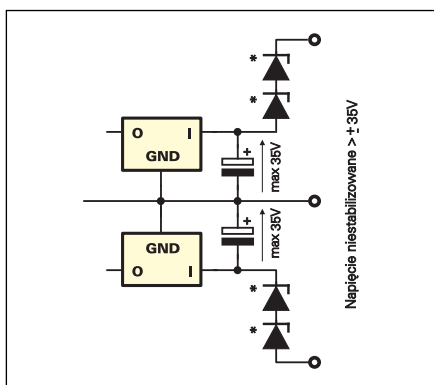 *
*
O I
GND
+
max 35V
+
max 35V
GND
O I
*
*
Napięcie niestabilizowane > ± 35V